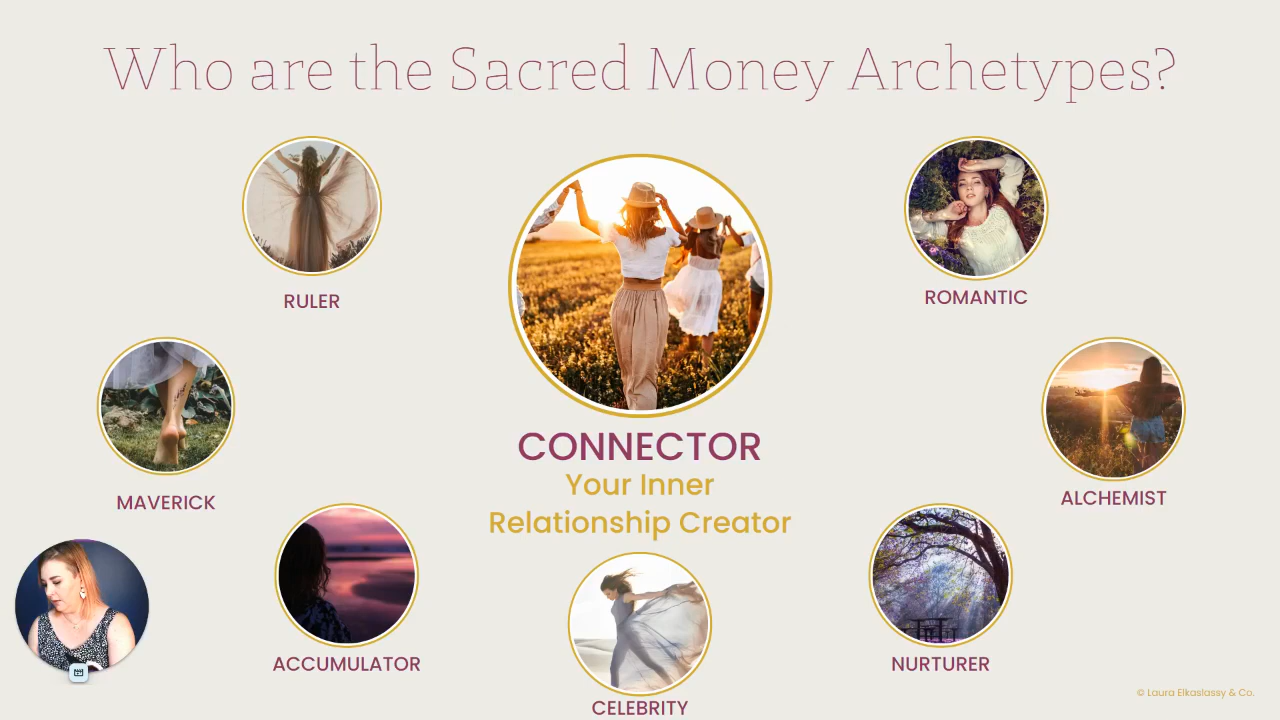 Who are the Sacred Money Archetypes?
RULER
ROMANTIC
CONNECTOR
Your Inner
Relationship Creator
MAVERICK
ALCHEMIST
ACCUMULATOR
NURTURER
CELEBRITY
© Laura Elkaslassy & Co.